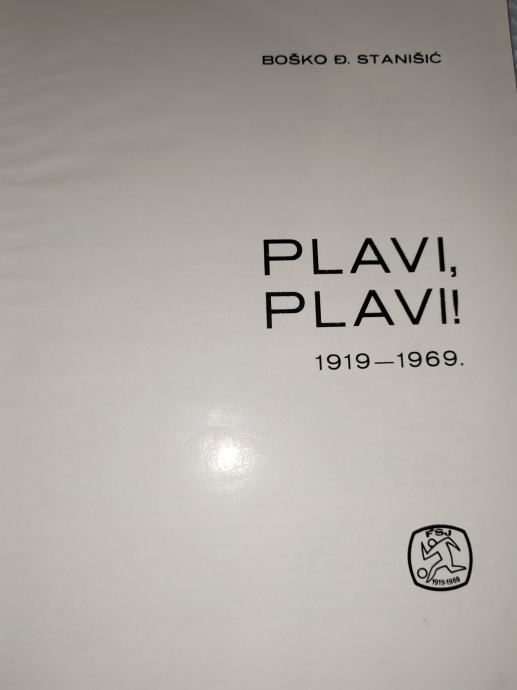 BOŠKO Đ. STANIŠIĆ
PLAVI,
PLAVI!
1919—1969.
FSJ
1919-1969